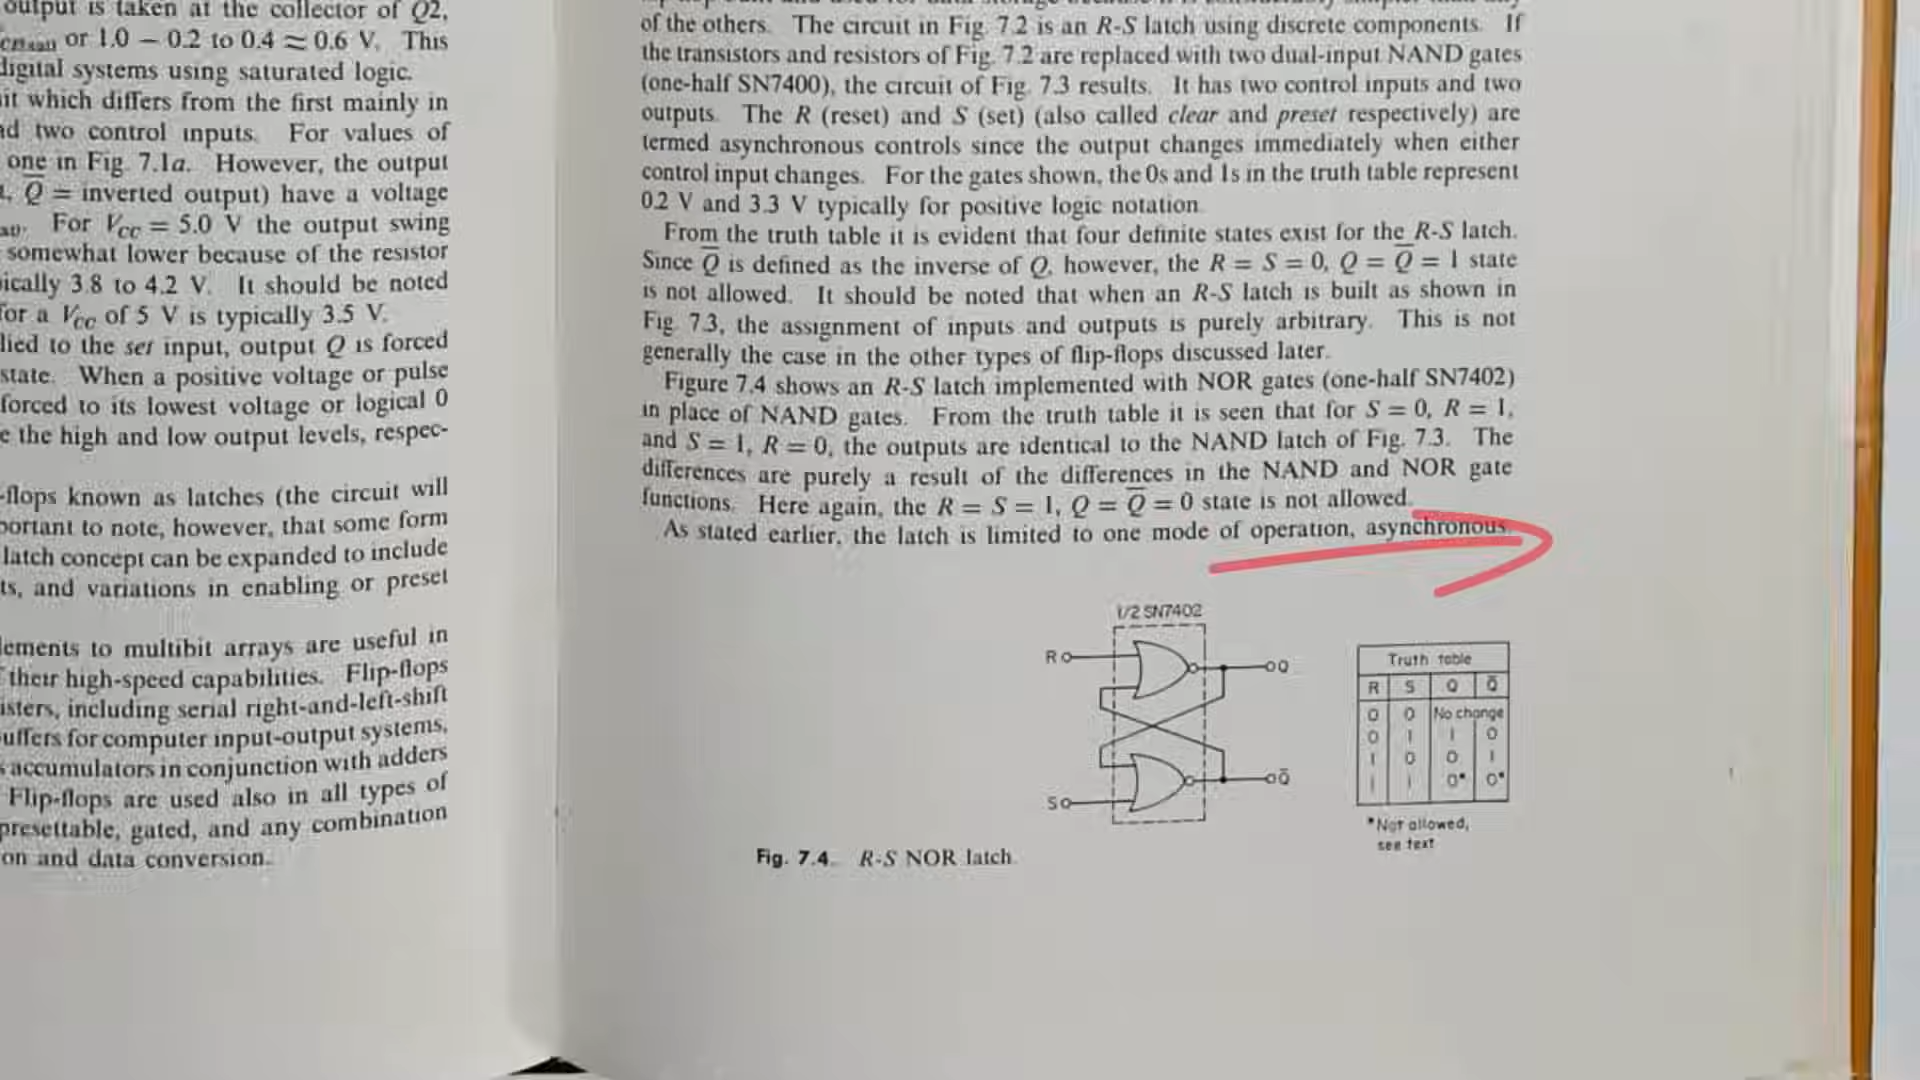 output is taken at the collector of Q2,
or 1.0 – 0.2 to 0.4 ≈ 0.6 V. This
digital systems using saturated logic.
it which differs from the first mainly in
nd two control inputs. For values of
one in Fig. 7.1a. However, the output
Q̅ = inverted output) have a voltage
For Vcc = 5.0 V the output swing
somewhat lower because of the resistor
ically 3.8 to 4.2 V. It should be noted
for a Vcc of 5 V is typically 3.5 V.
lied to the set input, output Q is forced
state. When a positive voltage or pulse
forced to its lowest voltage or logical 0
e the high and low output levels, respec-
-flops known as latches (the circuit will
portant to note, however, that some form
latch concept can be expanded to include
ts, and variations in enabling or preset
lements to multibit arrays are useful in
their high-speed capabilities. Flip-flops
isters, including serial right-and-left-shift
uffers for computer input-output systems,
accumulators in conjunction with adders
Flip-flops are used also in all types of
presettable, gated, and any combination
on and data conversion.
of the others. The circuit in Fig. 7.2 is an R-S latch using discrete components. If
the transistors and resistors of Fig. 7.2 are replaced with two dual-input NAND gates
(one-half SN7400), the circuit of Fig. 7.3 results. It has two control inputs and two
outputs. The R (reset) and S (set) (also called clear and preset respectively) are
termed asynchronous controls since the output changes immediately when either
control input changes. For the gates shown, the 0s and 1s in the truth table represent
0.2 V and 3.3 V typically for positive logic notation.
From the truth table it is evident that four definite states exist for the R-S latch.
Since Q̅ is defined as the inverse of Q, however, the R = S = 0, Q = Q̅ = 1 state
is not allowed. It should be noted that when an R-S latch is built as shown in
Fig. 7.3, the assignment of inputs and outputs is purely arbitrary. This is not
generally the case in the other types of flip-flops discussed later.
Figure 7.4 shows an R-S latch implemented with NOR gates (one-half SN7402)
in place of NAND gates. From the truth table it is seen that for S = 0, R = 1,
and S = 1, R = 0, the outputs are identical to the NAND latch of Fig. 7.3. The
differences are purely a result of the differences in the NAND and NOR gate
functions. Here again, the R = S = 1, Q = Q̅ = 0 state is not allowed.
As stated earlier, the latch is limited to one mode of operation, asynchronous.
1/2 SN7402
R Q
S Q̅
Truth table
R S Q Q̅
0 0 No change
0 1 1 0
1 0 0 1
1 1 0* 0*
*Not allowed,
see text
Fig. 7.4 R-S NOR latch.